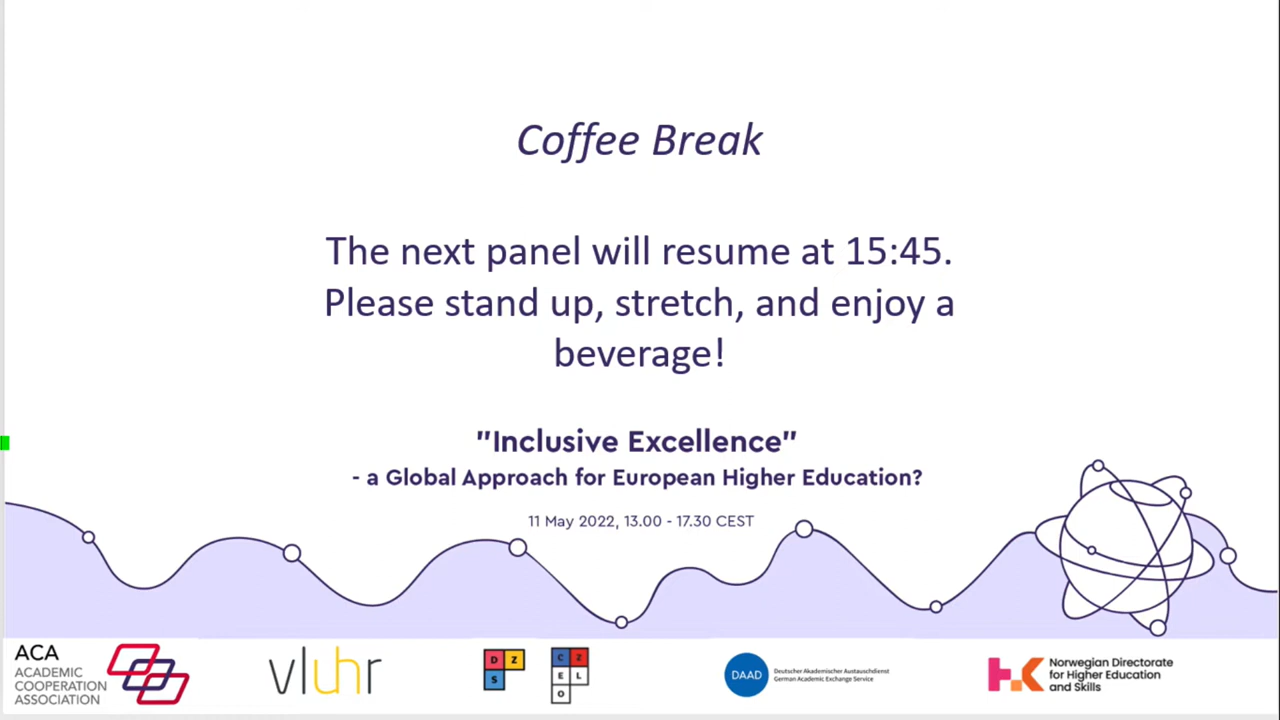 Coffee Break
The next panel will resume at 15:45.
Please stand up, stretch, and enjoy a
beverage!
"Inclusive Excellence"
- a Global Approach for European Higher Education?
11 May 2022, 13.00 - 17.30 CEST
ACA
ACADEMIC
COOPERATION
ASSOCIATION
vluhr
D Z
S
C Z
E L
O
DAAD
Deutscher Akademischer Austauschdienst
German Academic Exchange Service
Norwegian Directorate
for Higher Education
and Skills